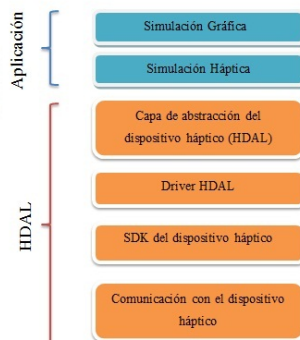 Aplicación
Simulación Gráfica
Simulación Háptica
HDAL
Capa de abstracción del
dispositivo háptico (HDAL)
Driver HDAL
SDK del dispositivo háptico
Comunicación con el dispositivo
háptico